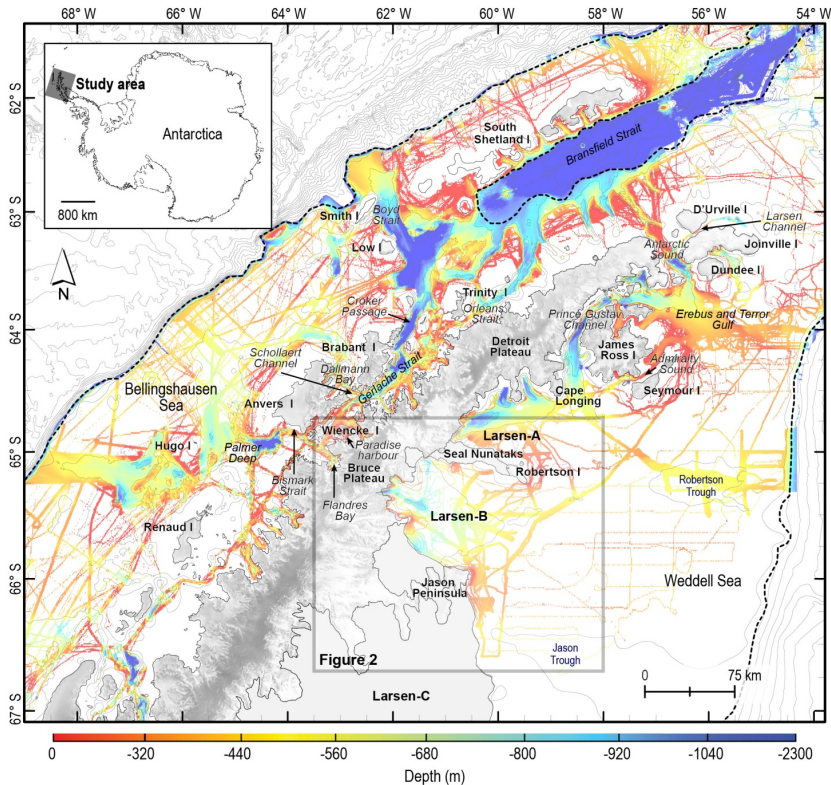 68°W
66°W
64°W
62°W
60°W
58°W
56°W
54°W
62°S
63°S
64°S
65°S
66°S
67°S
Study area
Antarctica
800 km
N
South
Shetland I
Bransfield Strait
Smith I
Boyd
Strait
Low I
D'Urville I
Larsen
Channel
Joinville I
Antarctic
Sound
Dundee I
Croker
Passage
Trinity I
Orleans
Strait
Prince Gustav
Channel
Erebus and Terror
Gulf
Schollaert
Channel
Brabant I
Dallmann
Bay
Gerlache Strait
Detroit
Plateau
James
Ross I
Admiralty
Sound
Seymour I
Bellingshausen
Sea
Anvers I
Cape
Longing
Hugo I
Palmer
Deep
Wiencke I
Paradise
harbour
Larsen-A
Seal Nunataks
Bismark
Strait
Bruce
Plateau
Robertson I
Robertson
Trough
Flandres
Bay
Larsen-B
Renaud I
Jason
Peninsula
Weddell Sea
Jason
Trough
Figure 2
0
75 km
Larsen-C
0
-320
-440
-560
-680
-800
-920
-1040
-2300
Depth (m)